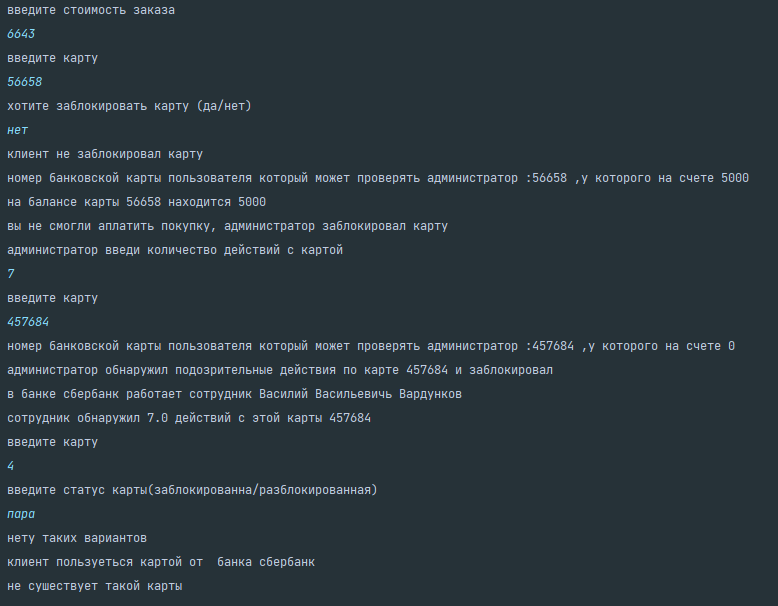 введите стоимость заказа
6643
введите карту
56658
хотите заблокировать карту (да/нет)
нет
клиент не заблокировал карту
номер банковской карты пользователя который может проверять администратор :56658 ,у которого на счете 5000
на балансе карты 56658 находится 5000
вы не смогли аплатить покупку, администратор заблокировал карту
администратор введи количество действий с картой
7
введите карту
457684
номер банковской карты пользователя который может проверять администратор :457684 ,у которого на счете 0
администратор обнаружил подозрительные действия по карте 457684 и заблокировал
в банке сбербанк работает сотрудник Василий Васильевичь Вардунков
сотрудник обнаружил 7.0 действий с этой карты 457684
введите карту
4
введите статус карты(заблокированна/разблокированная)
пара
нету таких вариантов
клиент пользуеться картой от  банка сбербанк
не сушествует такой карты